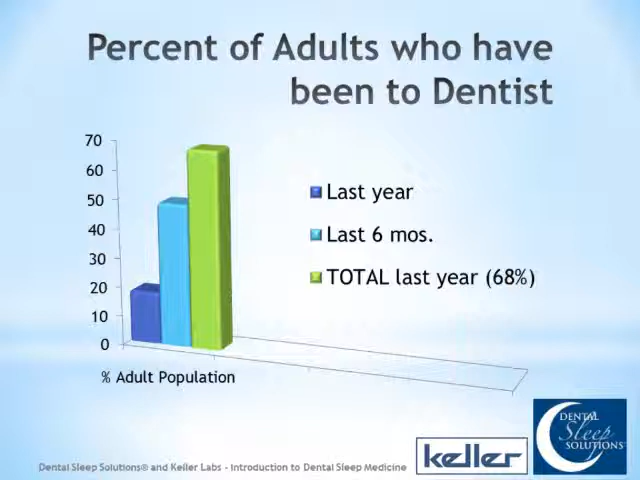 Percent of Adults who have
been to Dentist
70
60
50
40
30
20
10
0
Last year
Last 6 mos.
TOTAL last year (68%)
% Adult Population
DENTAL
Sleep
SOLUTIONS
keller
Dental Sleep Solutions® and Keller Labs - Introduction to Dental Sleep Medicine